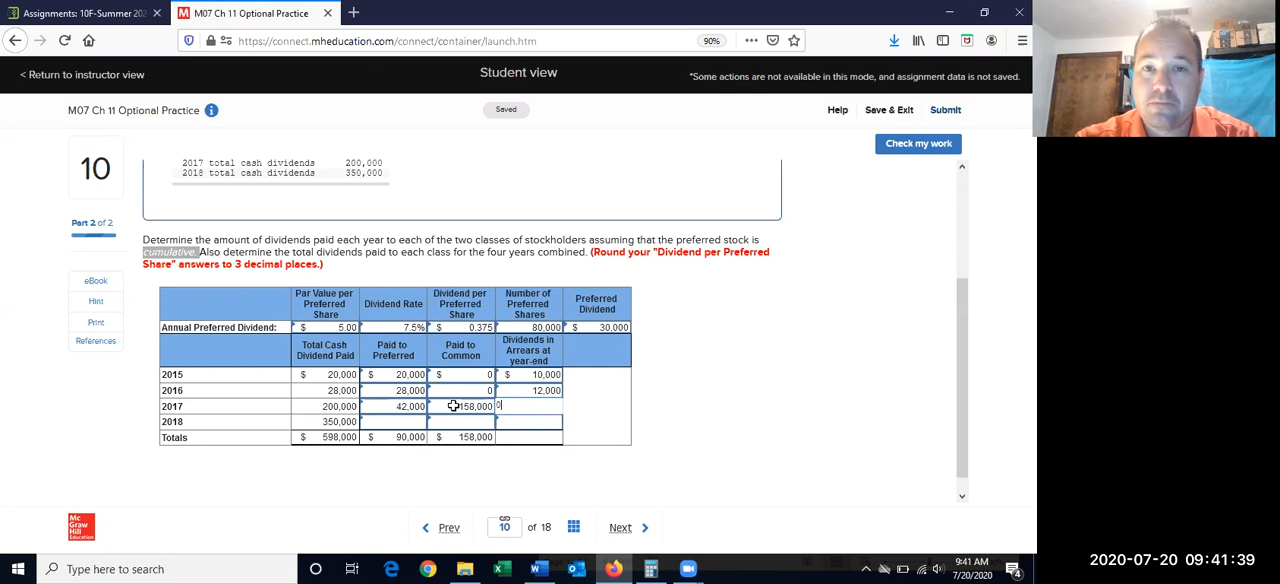 Assignments: 10F-Summer 202
M07 Ch 11 Optional Practice
https://connect.mheducation.com/connect/container/launch.htm
90%
< Return to instructor view
Student view
*Some actions are not available in this mode, and assignment data is not saved.
M07 Ch 11 Optional Practice
Saved
Help Save & Exit Submit
Check my work
10
Part 2 of 2
eBook
Hint
Print
References
2017 total cash dividends 200,000
2018 total cash dividends 350,000
Determine the amount of dividends paid each year to each of the two classes of stockholders assuming that the preferred stock is
cumulative. Also determine the total dividends paid to each class for the four years combined. (Round your "Dividend per Preferred
Share" answers to 3 decimal places.)
Par Value per Preferred Share
Dividend Rate
Dividend per Preferred Share
Number of Preferred Shares
Preferred Dividend
Annual Preferred Dividend: $ 5.00 7.5% $ 0.375 80,000 $ 30,000
Total Cash Dividend Paid
Paid to Preferred
Paid to Common
Dividends in Arrears at year-end
2015 $ 20,000 $ 20,000 $ 0 $ 10,000
2016 28,000 28,000 0 12,000
2017 200,000 42,000 158,000 0
2018 350,000
Totals $ 598,000 $ 90,000 $ 158,000
Mc
Graw
Hill
Education
< Prev 10 of 18 Next >
Type here to search
9:41 AM
7/20/2020
4
2020-07-20 09:41:39